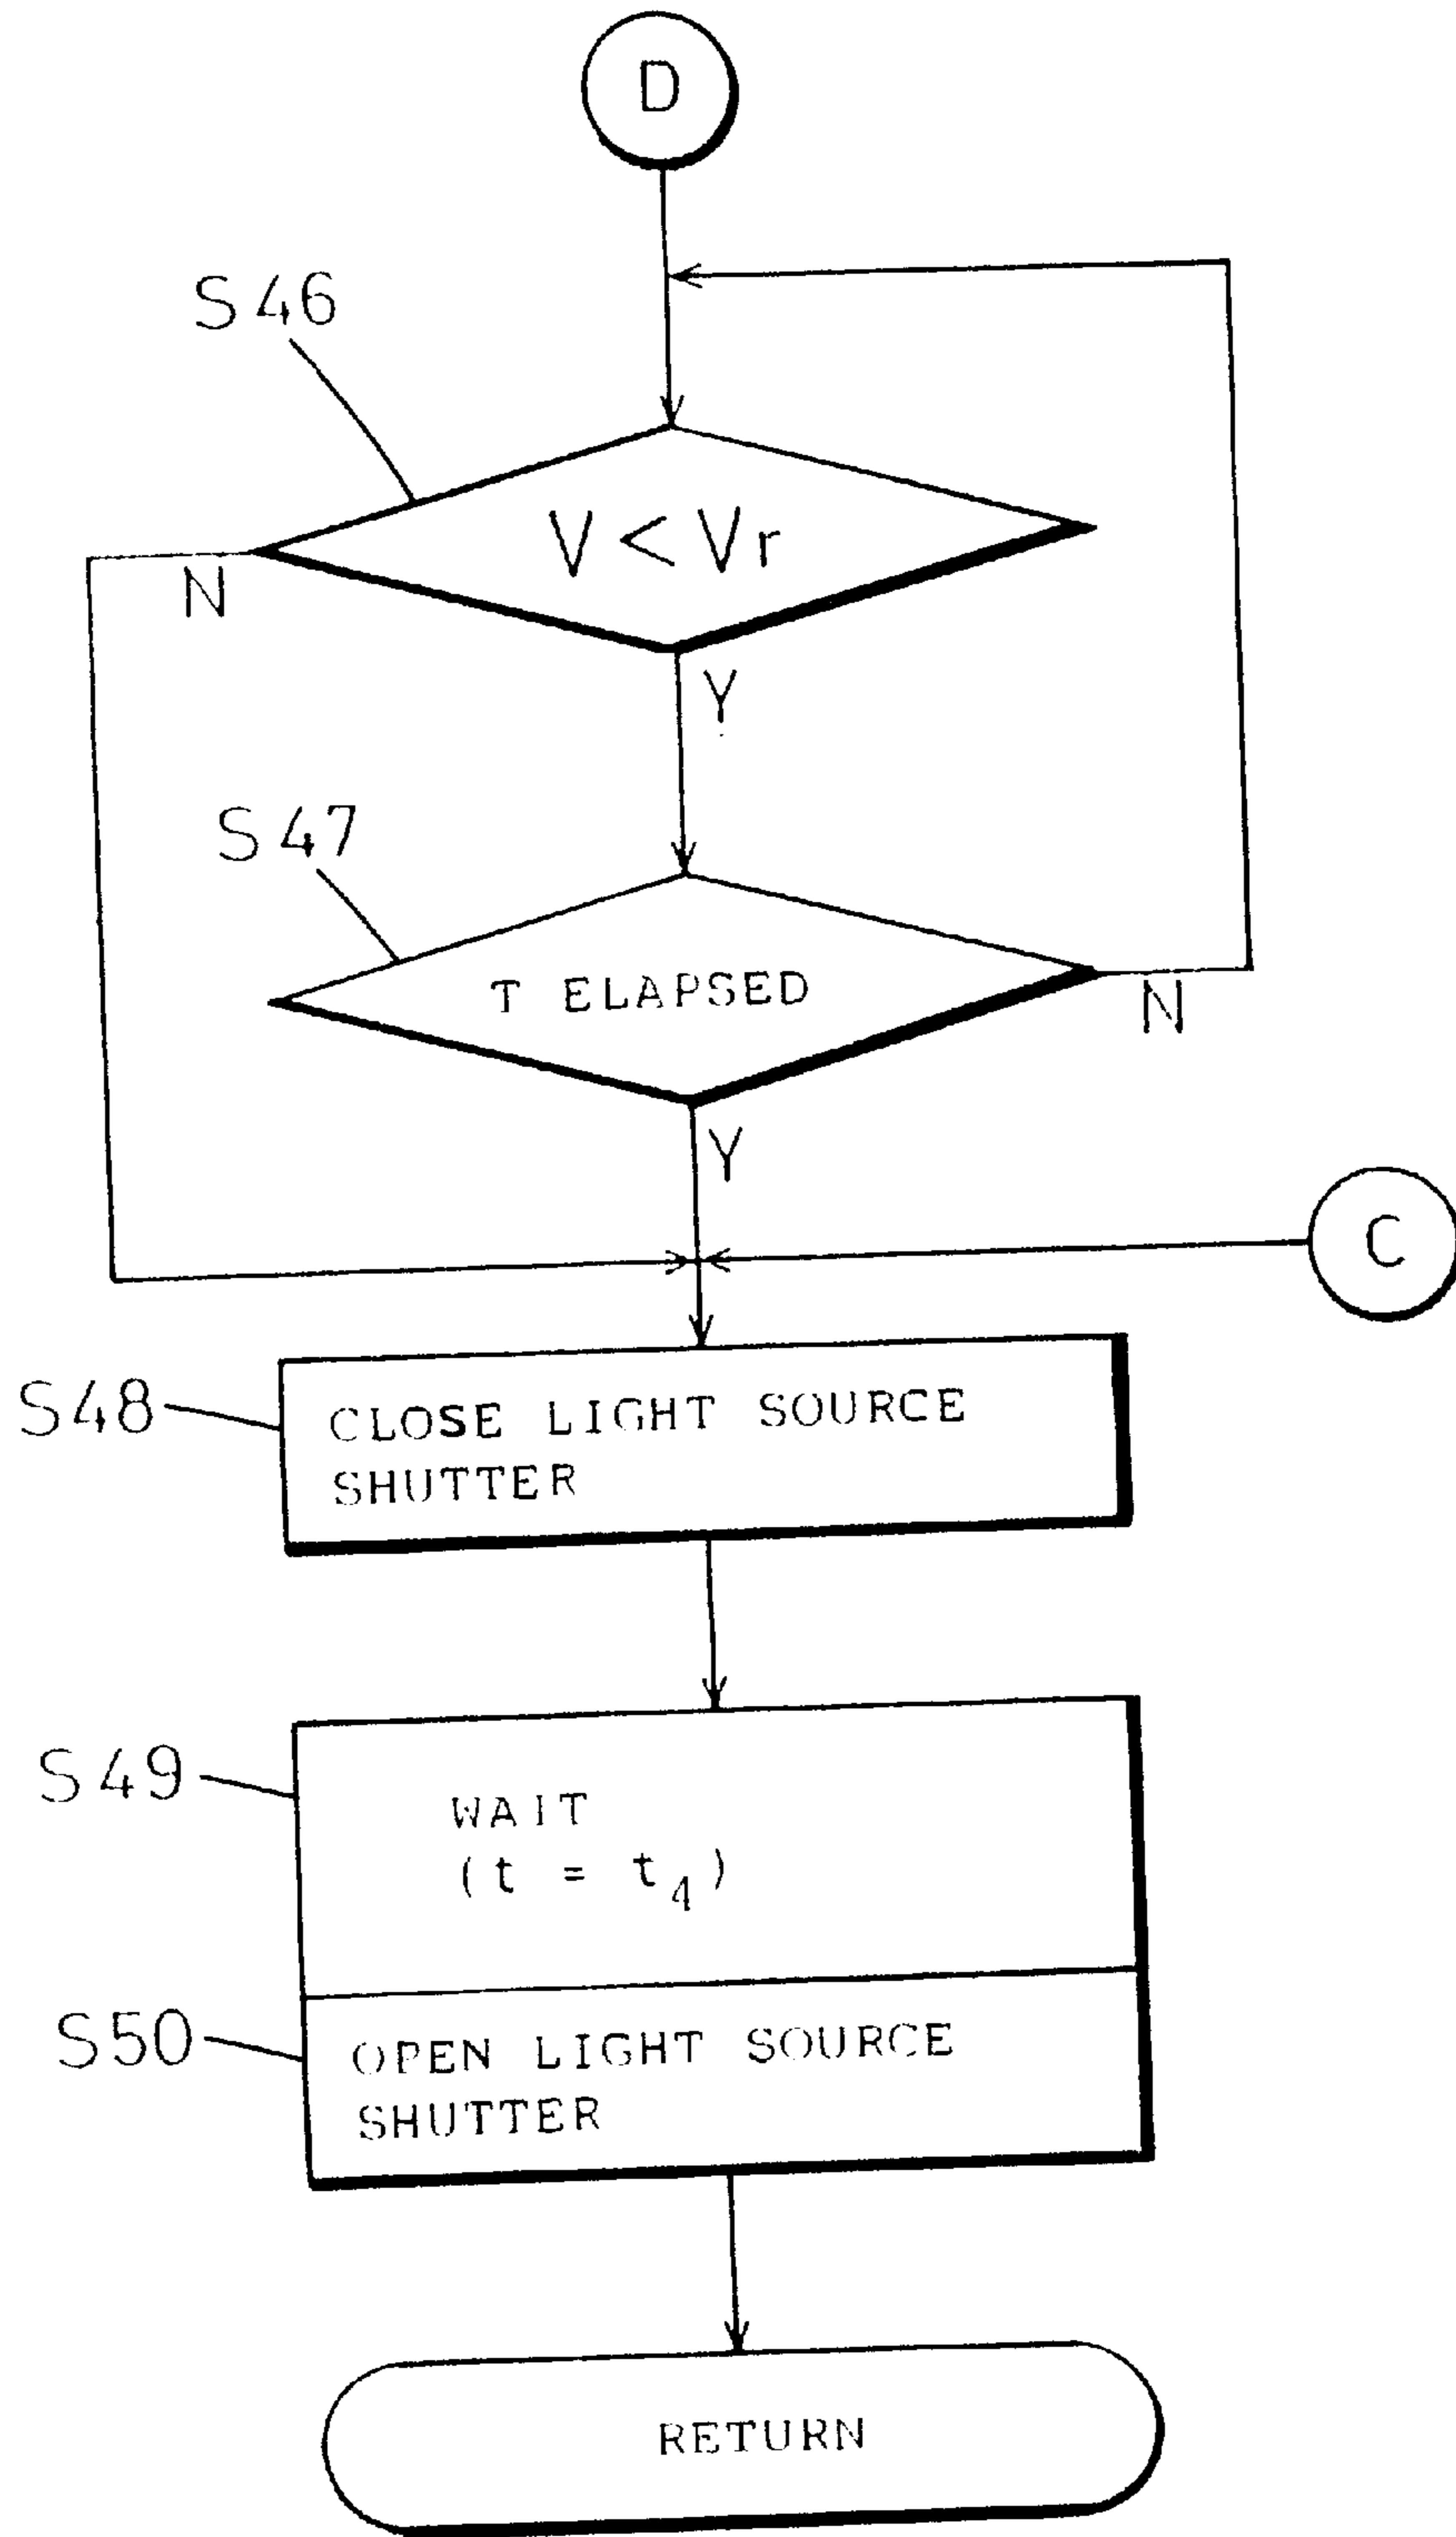 D
S46
V < Vr
N
Y
S47
T ELAPSED
N
Y
C
S48
CLOSE LIGHT SOURCE
SHUTTER
S49
WAIT
(t = t₄)
S50
OPEN LIGHT SOURCE
SHUTTER
RETURN